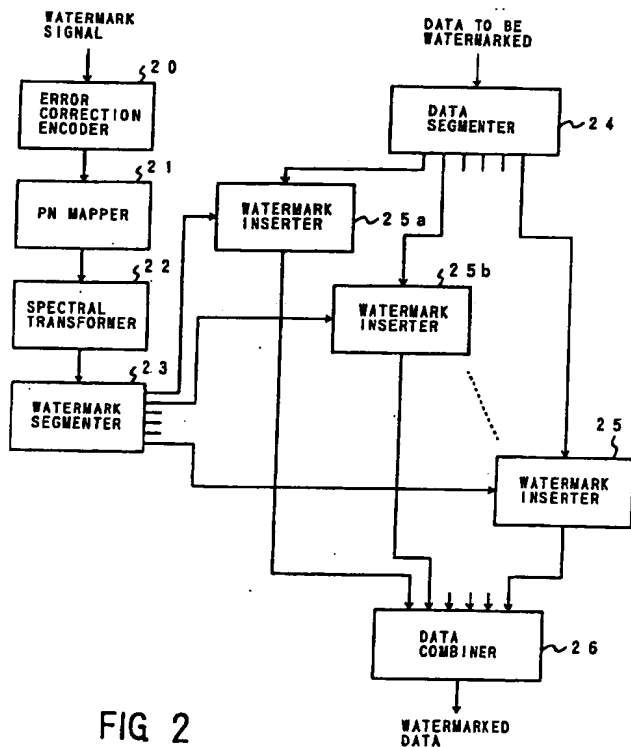 WATERMARK
SIGNAL
20
ERROR
CORRECTION
ENCODER
21
PN MAPPER
22
SPECTRAL
TRANSFORMER
23
WATERMARK
SEGMENTER
DATA TO BE
WATERMARKED
DATA
SEGMENTER
24
WATERMARK
INSERTER
25a
25b
WATERMARK
INSERTER
25
WATERMARK
INSERTER
DATA
COMBINER
26
WATERMARKED
DATA
FIG 2